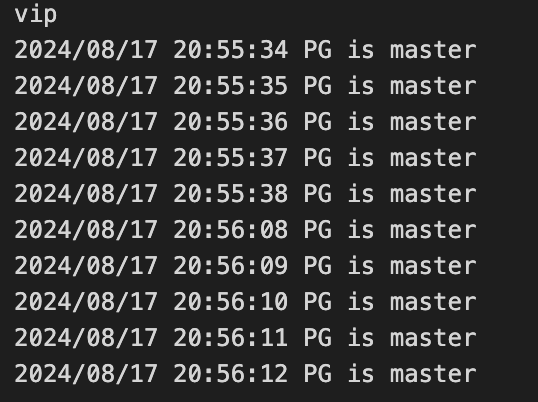 vip
2024/08/17 20:55:34 PG is master
2024/08/17 20:55:35 PG is master
2024/08/17 20:55:36 PG is master
2024/08/17 20:55:37 PG is master
2024/08/17 20:55:38 PG is master
2024/08/17 20:56:08 PG is master
2024/08/17 20:56:09 PG is master
2024/08/17 20:56:10 PG is master
2024/08/17 20:56:11 PG is master
2024/08/17 20:56:12 PG is master